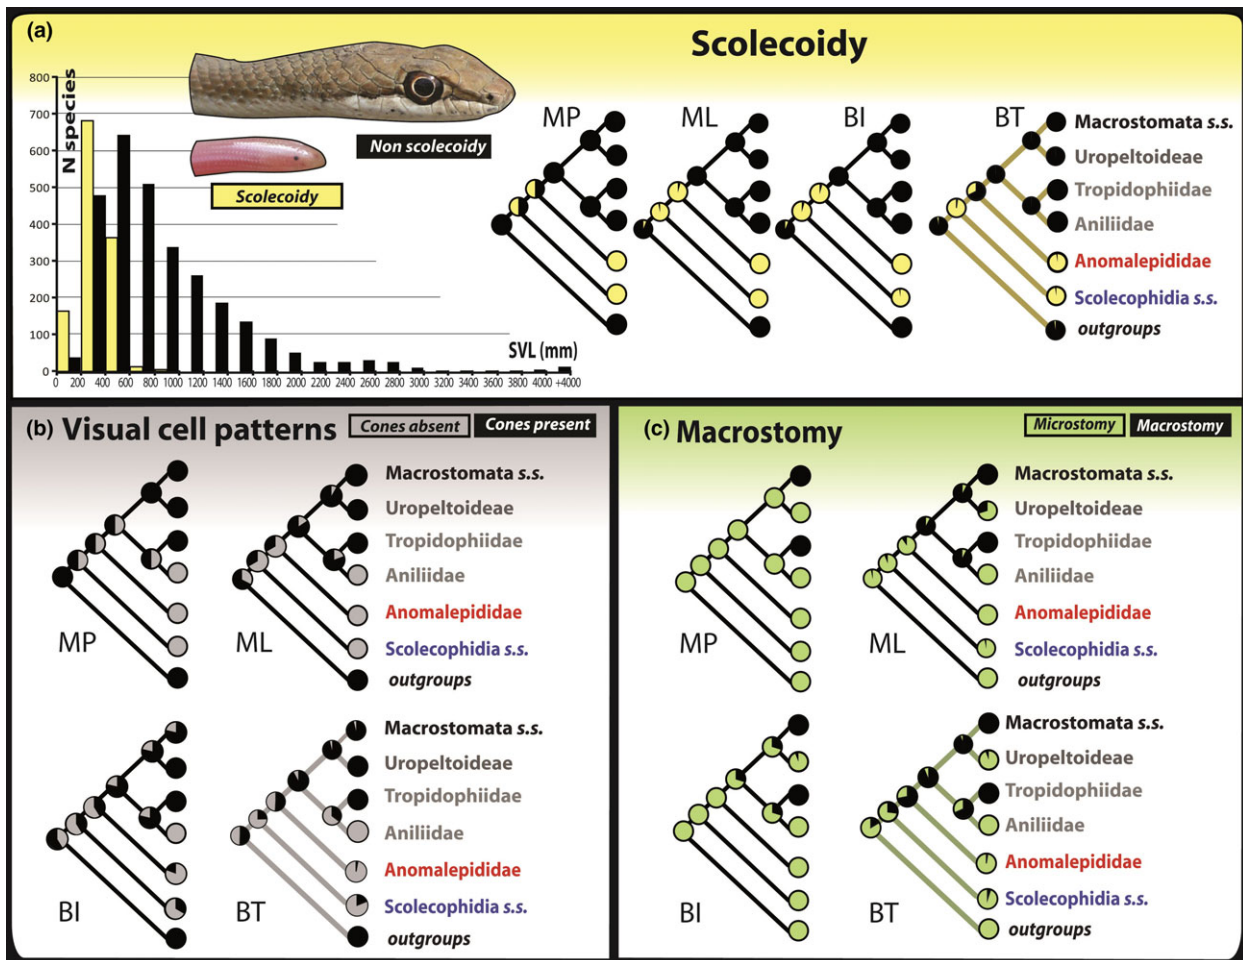 (a)
Scolecoidy
N species
800
700
600
500
400
300
200
100
0
0 200 400 600 800 1000 1200 1400 1600 1800 2000 2200 2400 2600 2800 3000 3200 3400 3600 3800 4000 +4000
SVL (mm)
Non scolecoidy
Scolecoidy
MP ML BI BT
Macrostomata s.s.
Uropeltoideae
Tropidophiidae
Aniliidae
Anomalepididae
Scolecophidia s.s.
outgroups
(b) Visual cell patterns
Cones absent Cones present
MP ML
Macrostomata s.s.
Uropeltoideae
Tropidophiidae
Aniliidae
Anomalepididae
Scolecophidia s.s.
outgroups
BI BT
Macrostomata s.s.
Uropeltoideae
Tropidophiidae
Aniliidae
Anomalepididae
Scolecophidia s.s.
outgroups
(c) Macrostomy
Microstomy Macrostomy
MP ML
Macrostomata s.s.
Uropeltoideae
Tropidophiidae
Aniliidae
Anomalepididae
Scolecophidia s.s.
outgroups
BI BT
Macrostomata s.s.
Uropeltoideae
Tropidophiidae
Aniliidae
Anomalepididae
Scolecophidia s.s.
outgroups